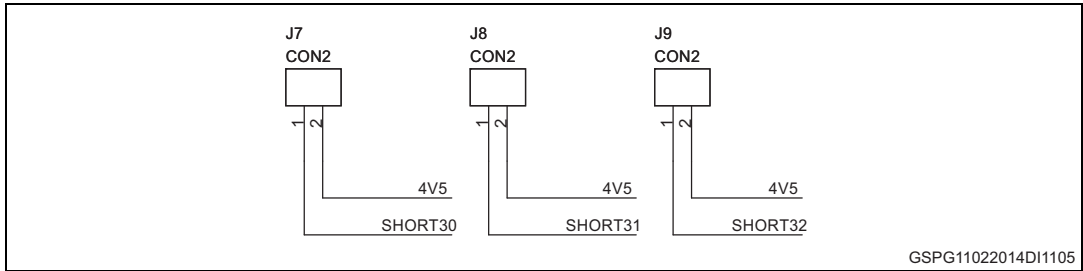 J7
CON2
1
2
4V5
SHORT30
J8
CON2
1
2
4V5
SHORT31
J9
CON2
1
2
4V5
SHORT32
GSPG11022014DI1105